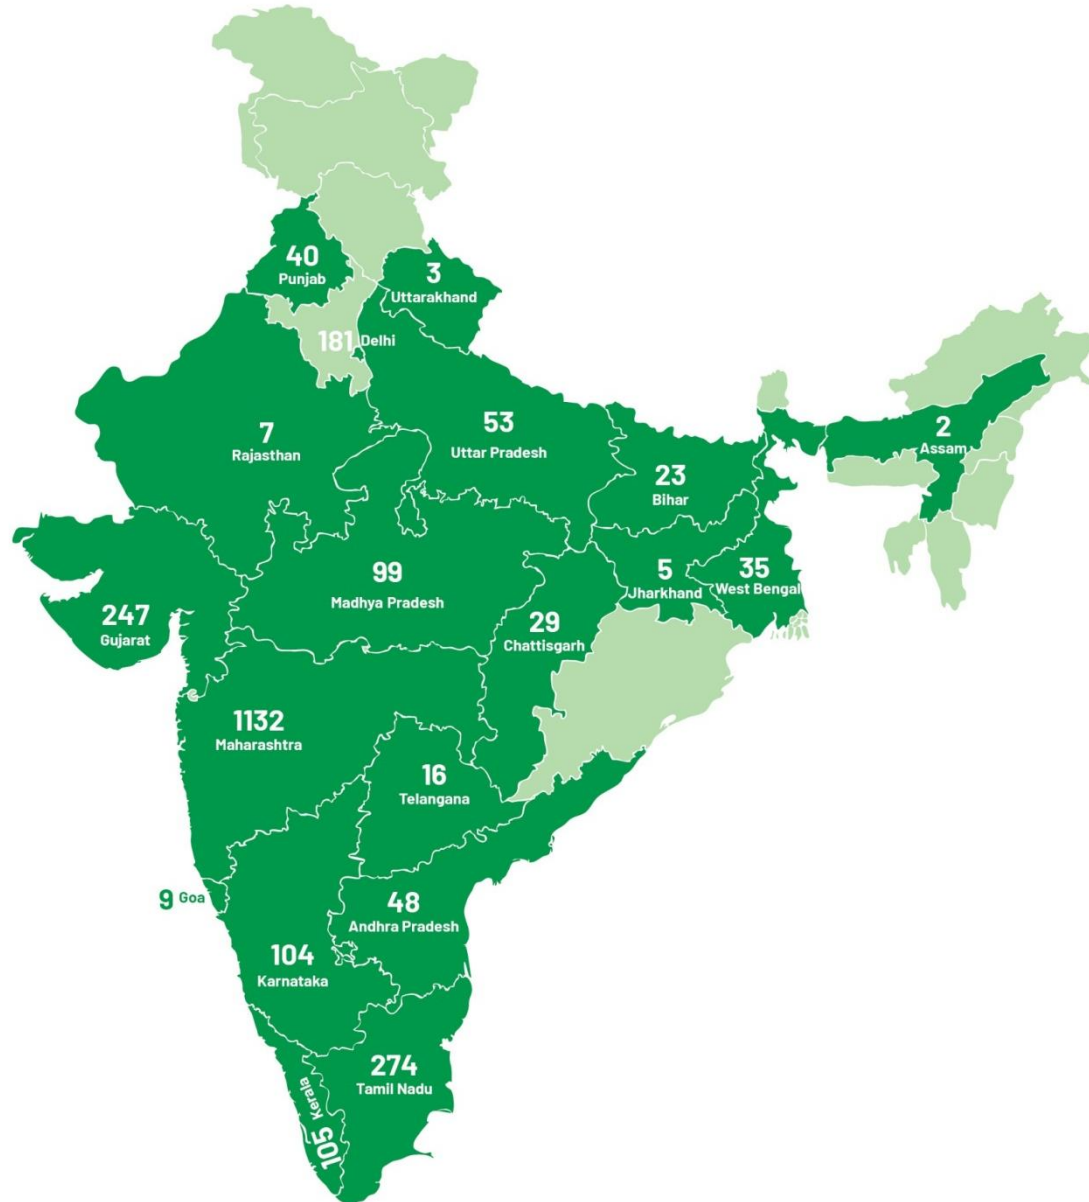 40
Punjab
3
Uttarakhand
181 Delhi
7
Rajasthan
53
Uttar Pradesh
2
Assam
23
Bihar
99
Madhya Pradesh
5
Jharkhand
35
West Bengal
247
Gujarat
29
Chattisgarh
1132
Maharashtra
16
Telangana
9 Goa
48
Andhra Pradesh
104
Karnataka
274
Tamil Nadu
105 Kerala